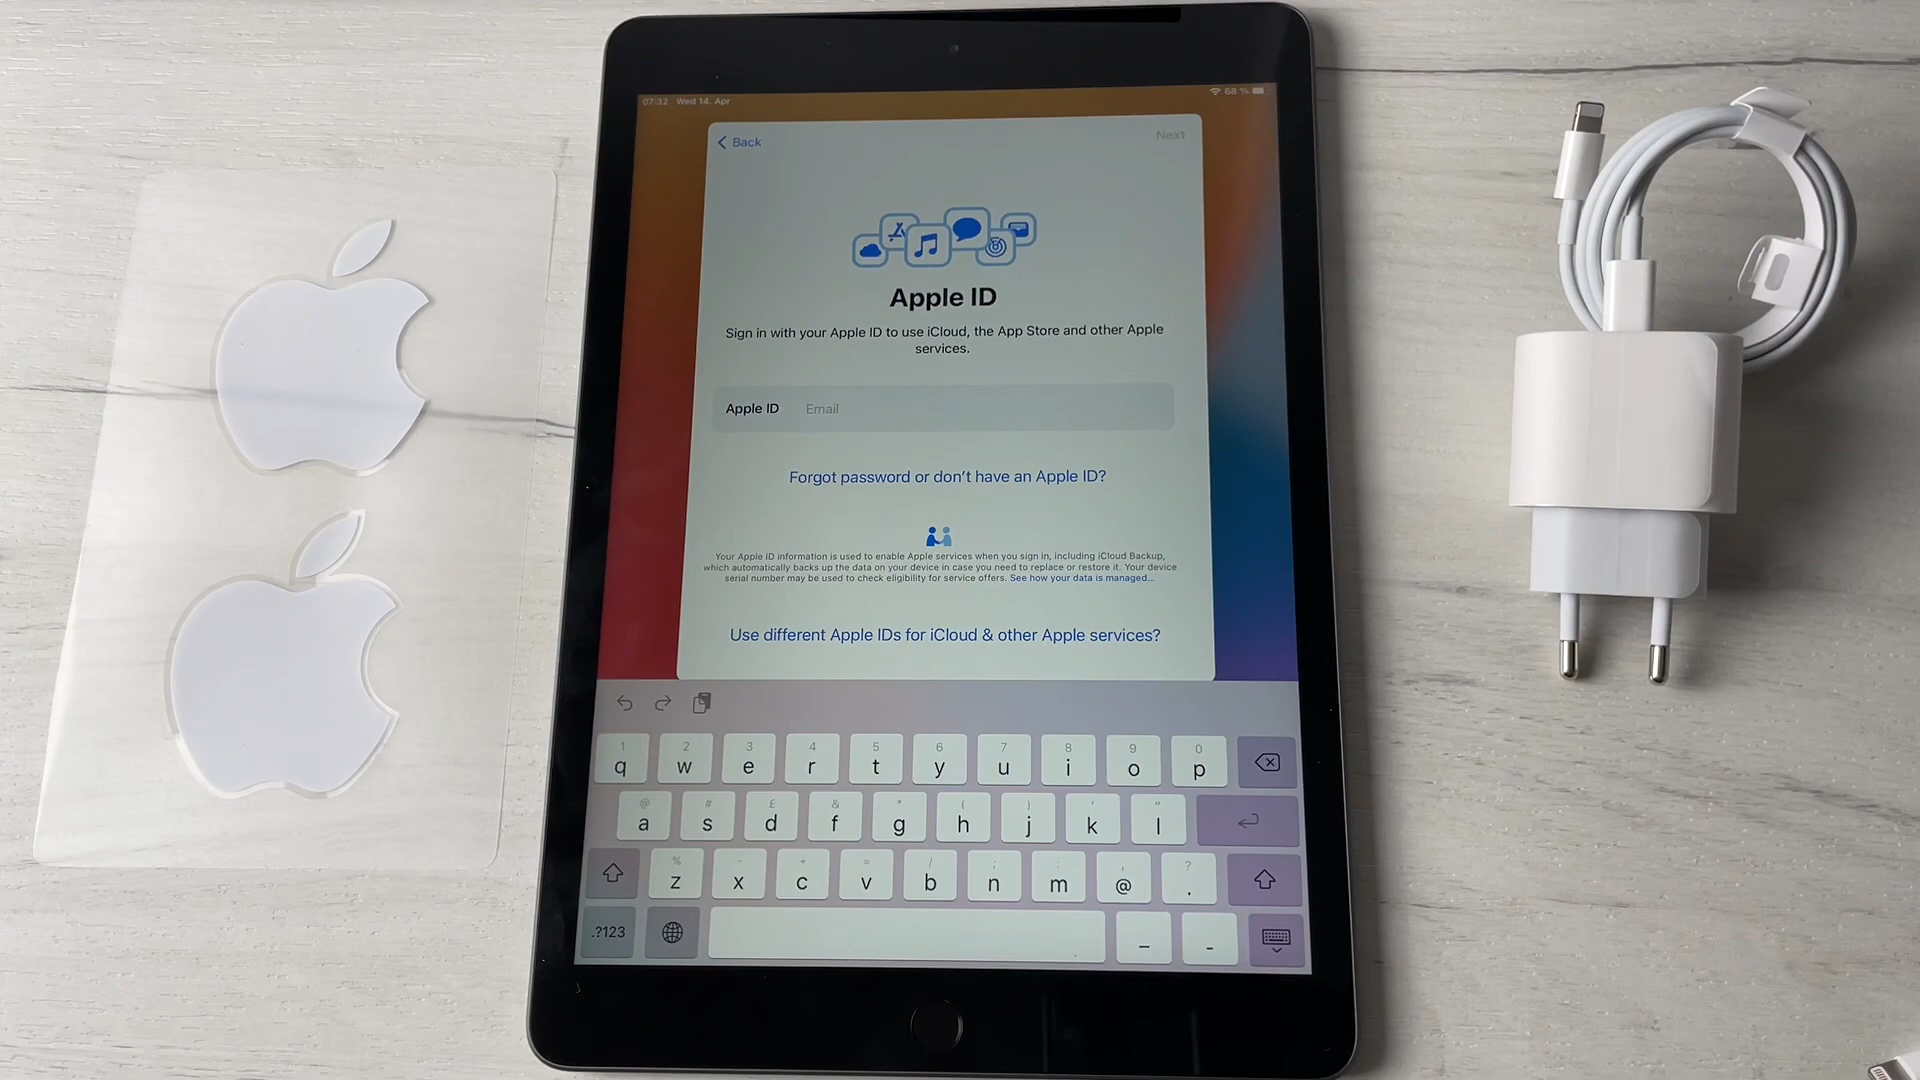 07:32 Wed 14. Apr 68 %
Back Next
Apple ID
Sign in with your Apple ID to use iCloud, the App Store and other Apple
services.
Apple ID Email
Forgot password or don't have an Apple ID?
Your Apple ID information is used to enable Apple services when you sign in, including iCloud Backup,
which automatically backs up the data on your device in case you need to replace or restore it. Your device
serial number may be used to check eligibility for service offers. See how your data is managed...
Use different Apple IDs for iCloud & other Apple services?
1 2 3 4 5 6 7 8 9 0
q w e r t y u i o p
@ # £ & * ( ) ' "
a s d f g h j k l
% - + = / ; : , ?
z x c v b n m @ .
.?123 _ -